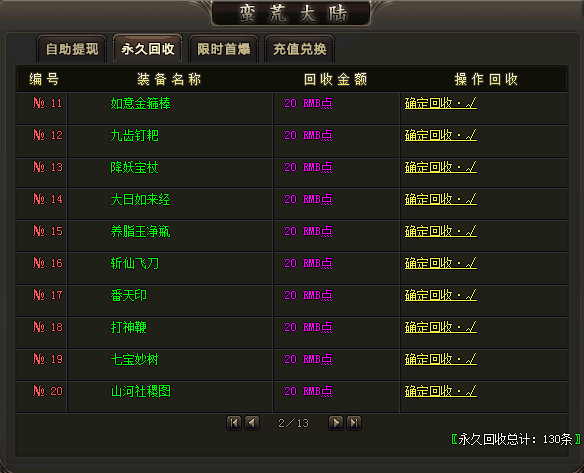 蛮荒大陆
自助提现 永久回收 限时首爆 充值兑换
编号 装备名称 回收金额 操作回收
№.11 如意金箍棒 20 RMB点 确定回收·√
№.12 九齿钉耙 20 RMB点 确定回收·√
№.13 降妖宝杖 20 RMB点 确定回收·√
№.14 大日如来经 20 RMB点 确定回收·√
№.15 养脂玉净瓶 20 RMB点 确定回收·√
№.16 斩仙飞刀 20 RMB点 确定回收·√
№.17 番天印 20 RMB点 确定回收·√
№.18 打神鞭 20 RMB点 确定回收·√
№.19 七宝妙树 20 RMB点 确定回收·√
№.20 山河社稷图 20 RMB点 确定回收·√
2／13
〖永久回收总计：130条〗